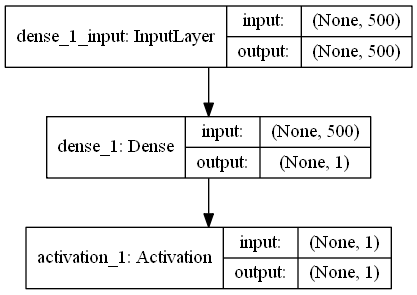 dense_1_input: InputLayer
input: (None, 500)
output: (None, 500)
dense_1: Dense
input: (None, 500)
output: (None, 1)
activation_1: Activation
input: (None, 1)
output: (None, 1)